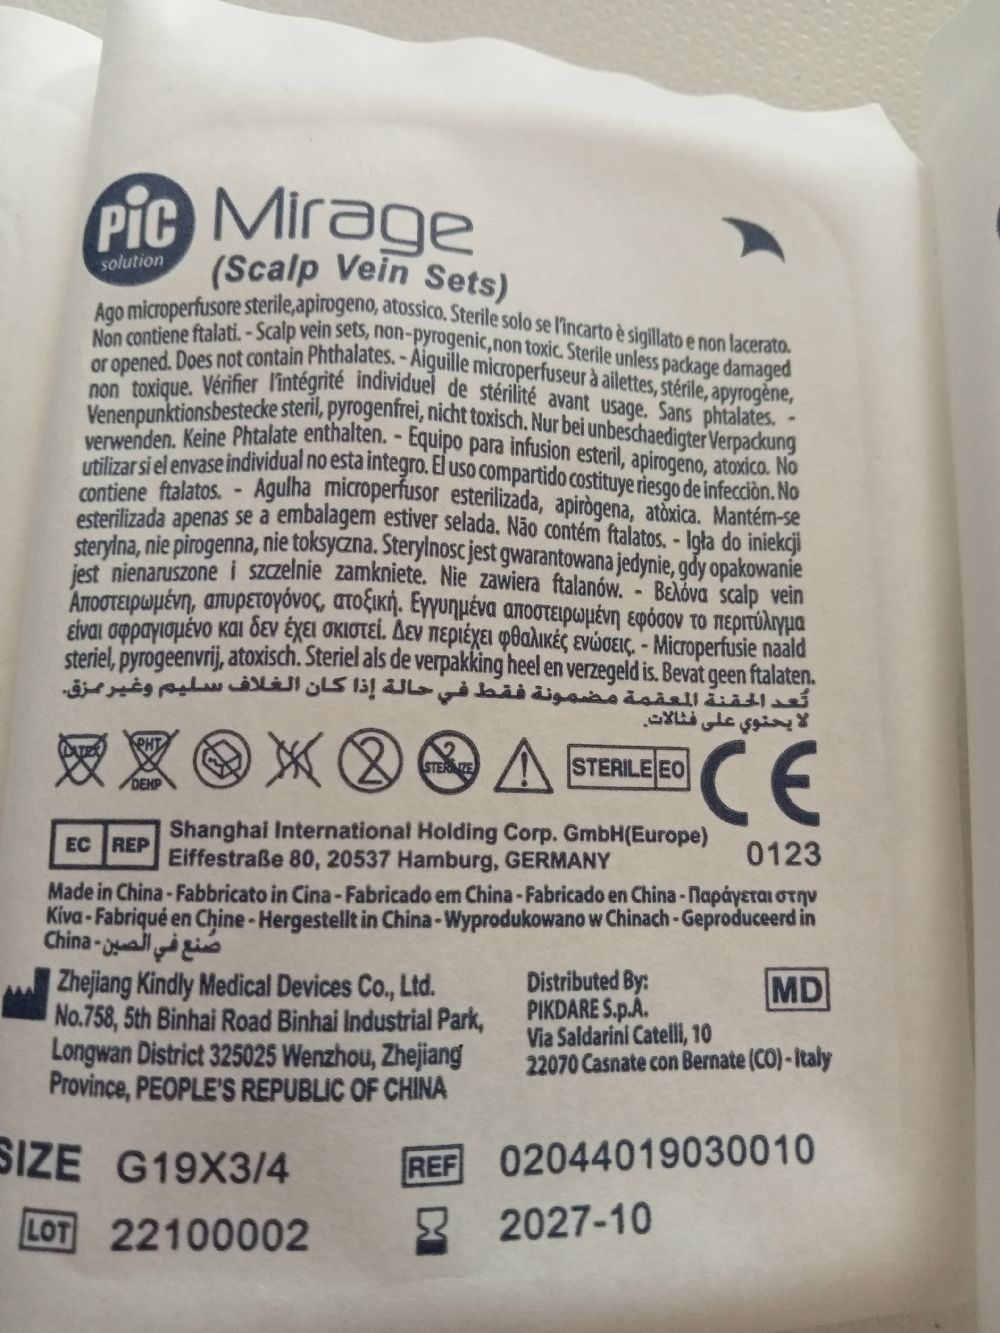 PiC
solution
Mirage
(Scalp Vein Sets)
Ago microperfusore sterile,apirogeno, atossico. Sterile solo se l'incarto è sigillato e non lacerato.
Non contiene ftalati. - Scalp vein sets, non-pyrogenic,non toxic. Sterile unless package damaged
or opened. Does not contain Phthalates. - Aiguille microperfuseur à ailettes, stérile, apyrogène,
non toxique. Vérifier l'intégrité individuel de stérilité avant usage. Sans phtalates. -
Venenpunktionsbestecke steril, pyrogenfrei, nicht toxisch. Nur bei unbeschaedigter Verpackung
verwenden. Keine Phtalate enthalten. - Equipo para infusion esteril, apirogeno, atoxico. No
utilizar si el envase individual no esta integro. El uso compartido costituye riesgo de infecciòn. No
contiene ftalatos. - Agulha microperfusor esterilizada, apirògena, atòxica. Mantém-se
esterilizada apenas se a embalagem estiver selada. Não contém ftalatos. - Igła do iniekcji
sterylna, nie pirogenna, nie toksyczna. Sterylnosc jest gwarantowana jedynie, gdy opakowanie
jest nienaruszone i szczelnie zamkniete. Nie zawiera ftalanów. - Βελόνα scalp vein
Αποστειρωμένη, απυρετογόνος, ατοξική. Εγγυημένα αποστειρωμένη εφόσον το περιτύλιγμα
είναι σφραγισμένο και δεν έχει σκιστεί. Δεν περιέχει φθαλικές ενώσεις. - Microperfusie naald
steriel, pyrogeenvrij, atoxisch. Steriel als de verpakking heel en verzegeld is. Bevat geen ftalaten.
تُعد الحقنة المعقمة مضمونة فقط في حالة إذا كان الغلاف سليم وغير ممزق.
لا يحتوي على فثالات.
LATEX PHT DEHP 2 2 STERILIZE STERILE EO CE
0123
EC REP Shanghai International Holding Corp. GmbH(Europe)
Eiffestraße 80, 20537 Hamburg, GERMANY
Made in China - Fabbricato in Cina - Fabricado em China - Fabricado en China - Παράγεται στην
Κίνα - Fabriqué en Chine - Hergestellt in China - Wyprodukowano w Chinach - Geproduceerd in
China - صُنع في الصين
Zhejiang Kindly Medical Devices Co., Ltd.
No.758, 5th Binhai Road Binhai Industrial Park,
Longwan District 325025 Wenzhou, Zhejiang
Province, PEOPLE'S REPUBLIC OF CHINA
Distributed By:
PIKDARE S.p.A.
Via Saldarini Catelli, 10
22070 Casnate con Bernate (CO) - Italy
MD
SIZE G19X3/4
REF 02044019030010
LOT 22100002
2027-10